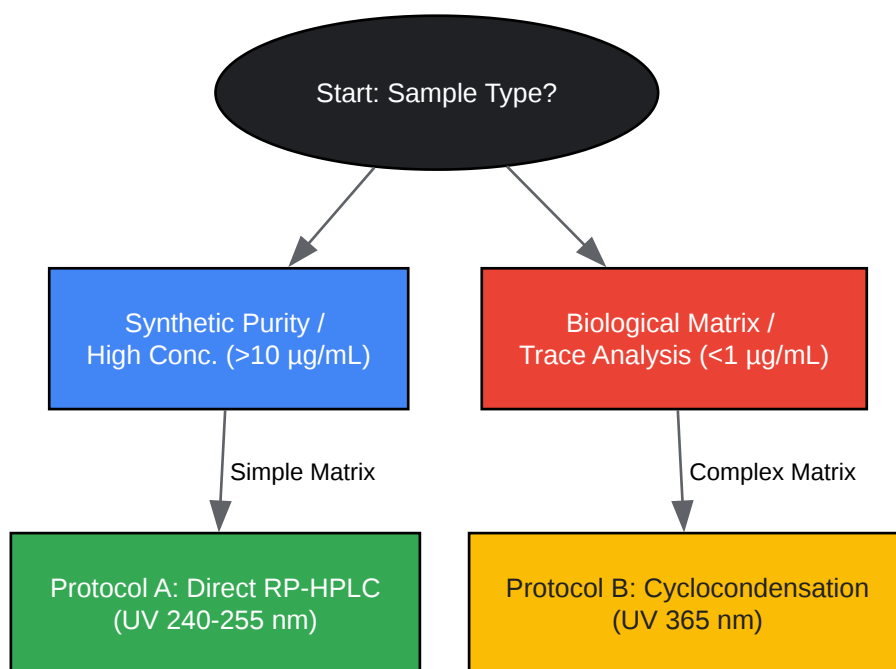 Start: Sample Type?
Synthetic Purity /
High Conc. (>10 µg/mL)
Biological Matrix /
Trace Analysis (<1 µg/mL)
Simple Matrix
Complex Matrix
Protocol A: Direct RP-HPLC
(UV 240-255 nm)
Protocol B: Cyclocondensation
(UV 365 nm)